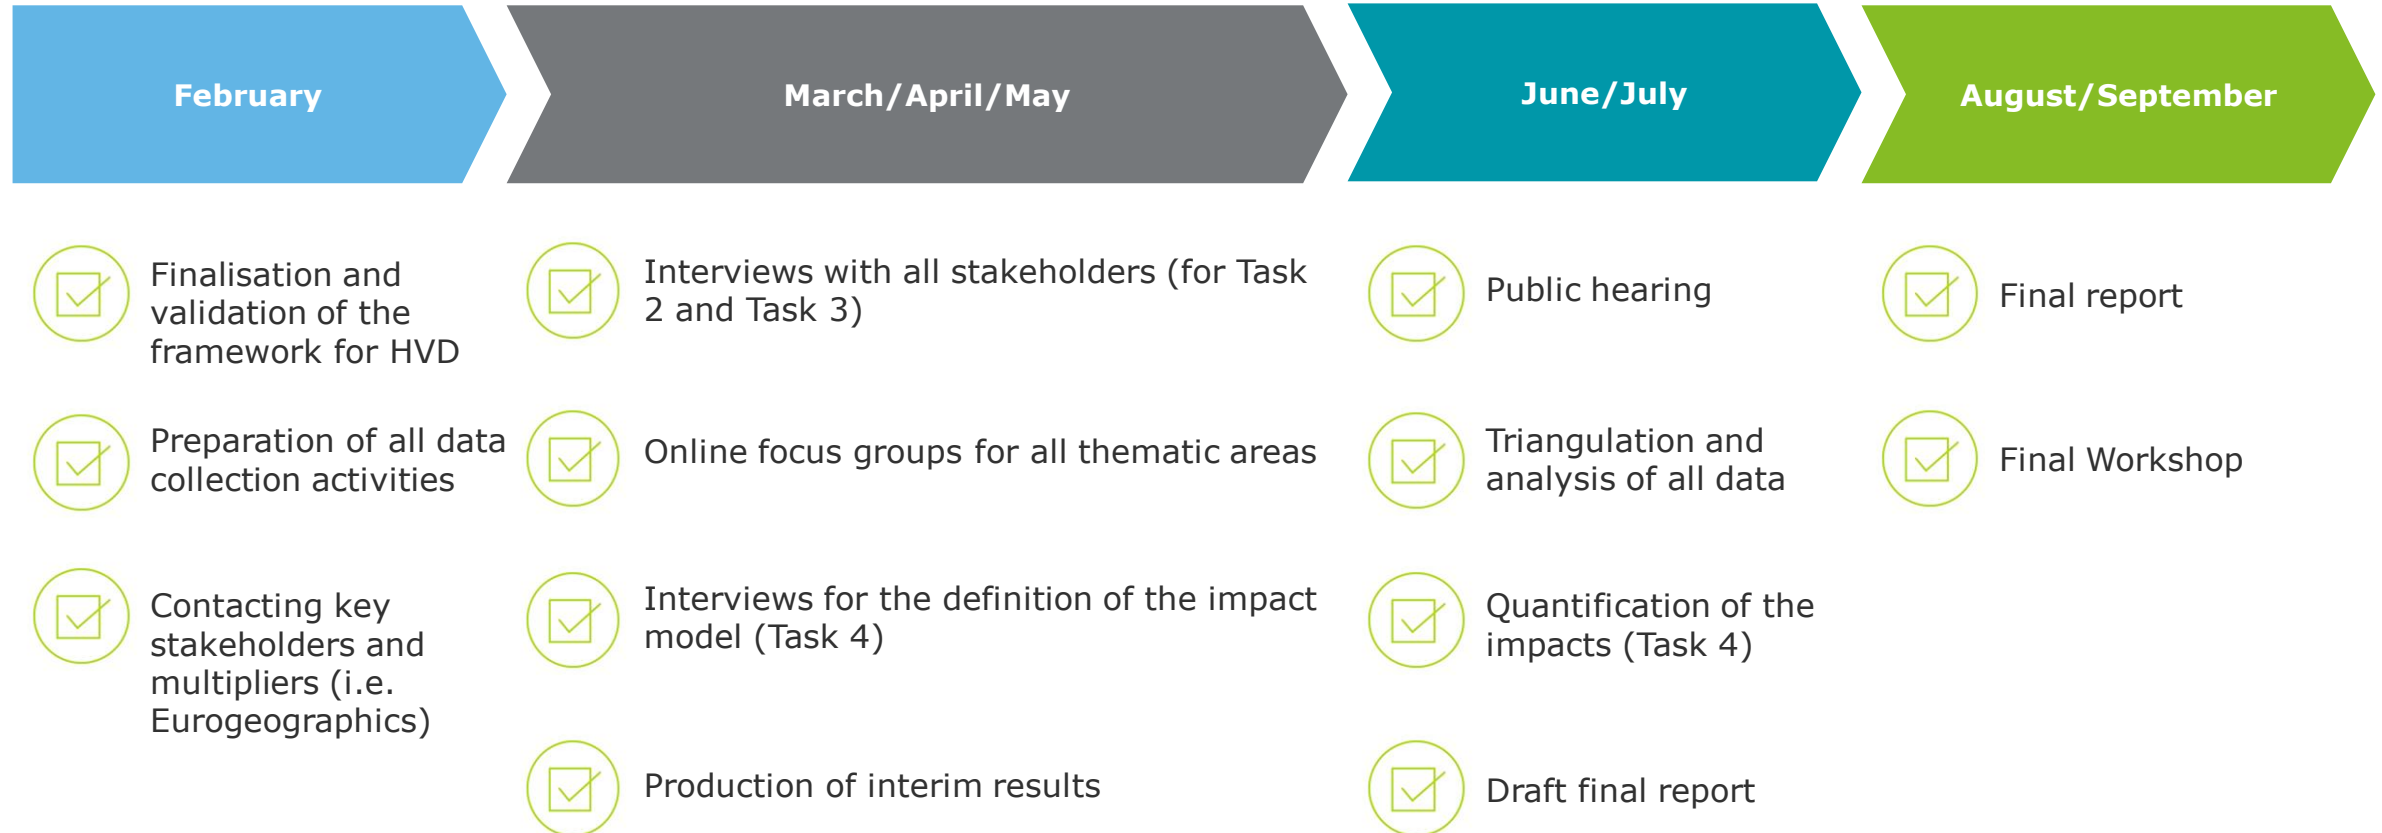 February
March/April/May
June/July
August/September
Finalisation and
validation of the
framework for HVD
Preparation of all data
collection activities
Contacting key
stakeholders and
multipliers (i.e.
Eurogeographics)
Interviews with all stakeholders (for Task
2 and Task 3)
Online focus groups for all thematic areas
Interviews for the definition of the impact
model (Task 4)
Production of interim results
Public hearing
Triangulation and
analysis of all data
Quantification of the
impacts (Task 4)
Draft final report
Final report
Final Workshop